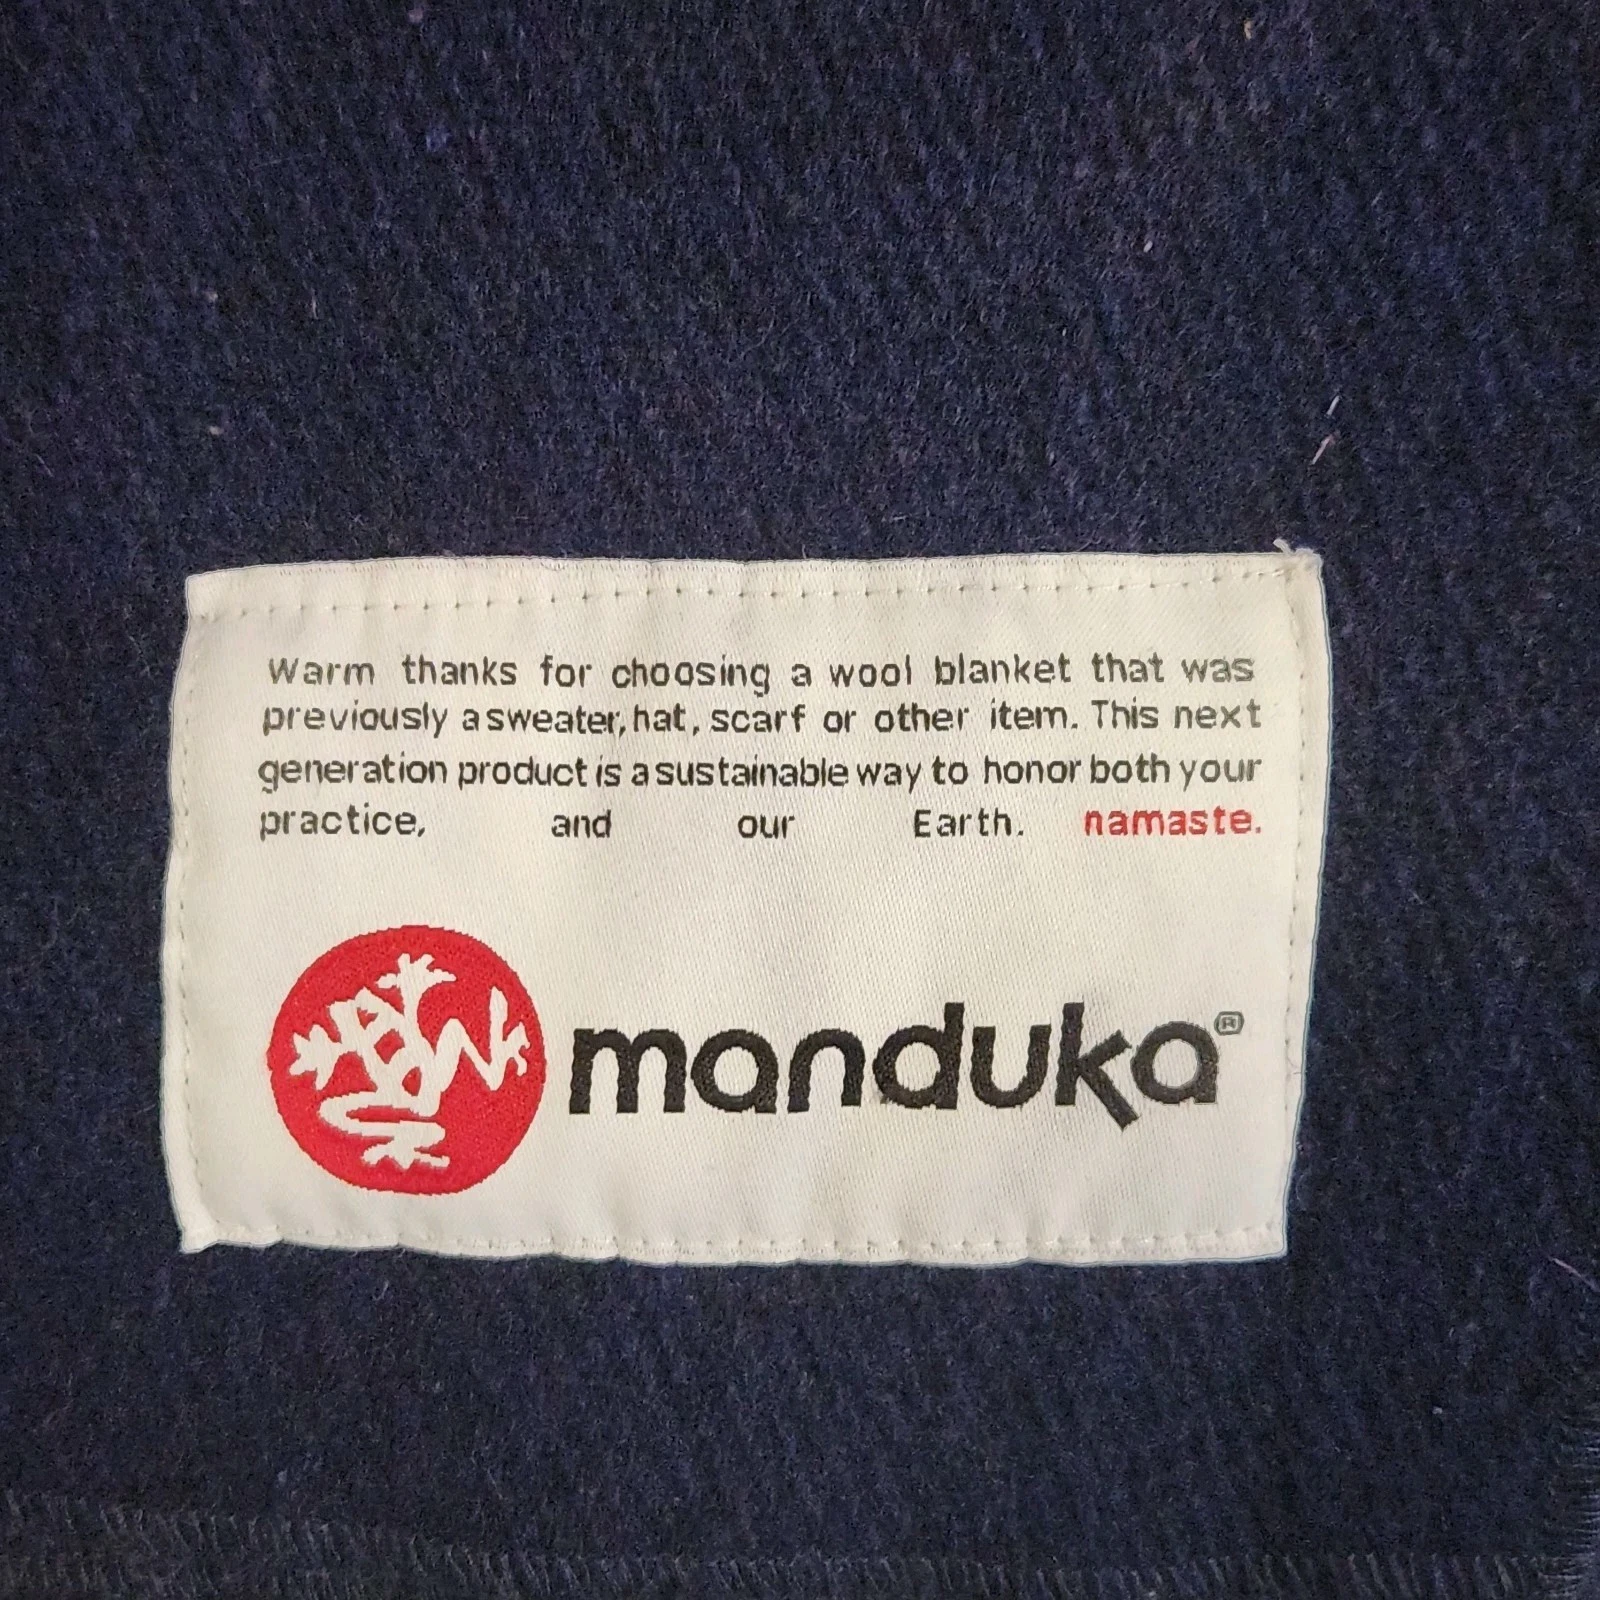 Warm thanks for choosing a wool blanket that was
previously a sweater, hat, scarf or other item. This next
generation product is a sustainable way to honor both your
practice, and our Earth. namaste.
manduka®